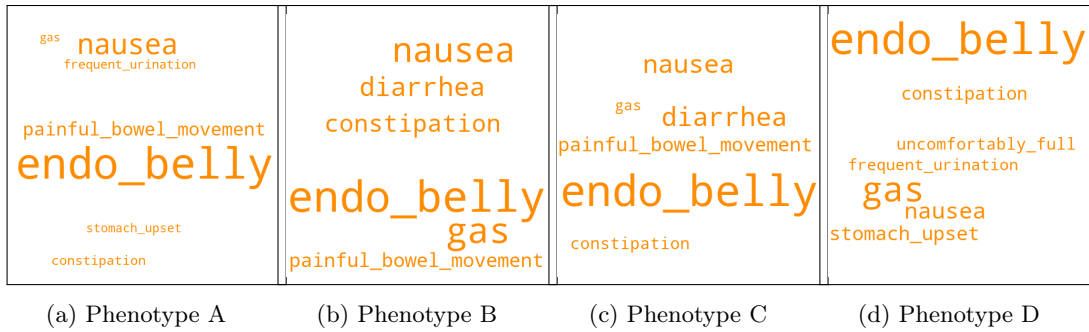 gas
nausea
frequent_urination
painful_bowel_movement
endo_belly
stomach_upset
constipation
(a) Phenotype A
nausea
diarrhea
constipation
endo_belly
gas
painful_bowel_movement
(b) Phenotype B
nausea
gas
diarrhea
painful_bowel_movement
endo_belly
constipation
(c) Phenotype C
endo_belly
constipation
uncomfortably_full
frequent_urination
gas
nausea
stomach_upset
(d) Phenotype D